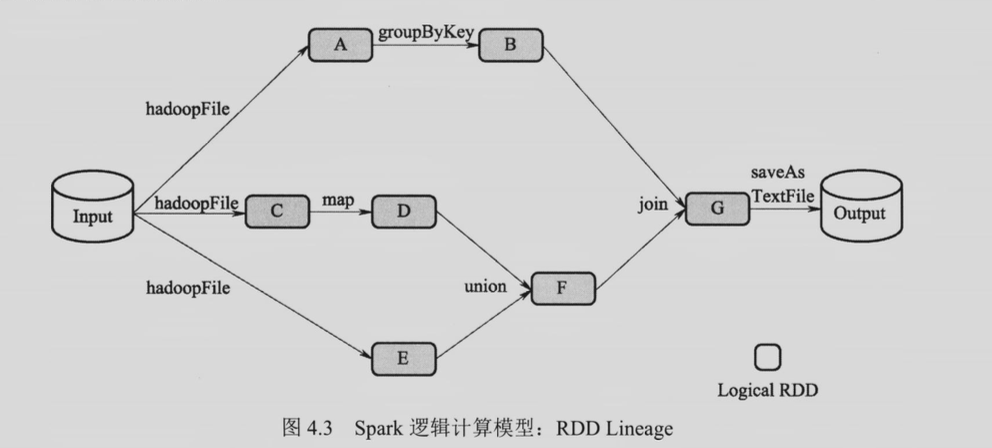 A
groupByKey
B
hadoopFile
Input
hadoopFile
C
map
D
join
G
saveAs
TextFile
Output
hadoopFile
union
F
E
Logical RDD
图 4.3 Spark 逻辑计算模型：RDD Lineage